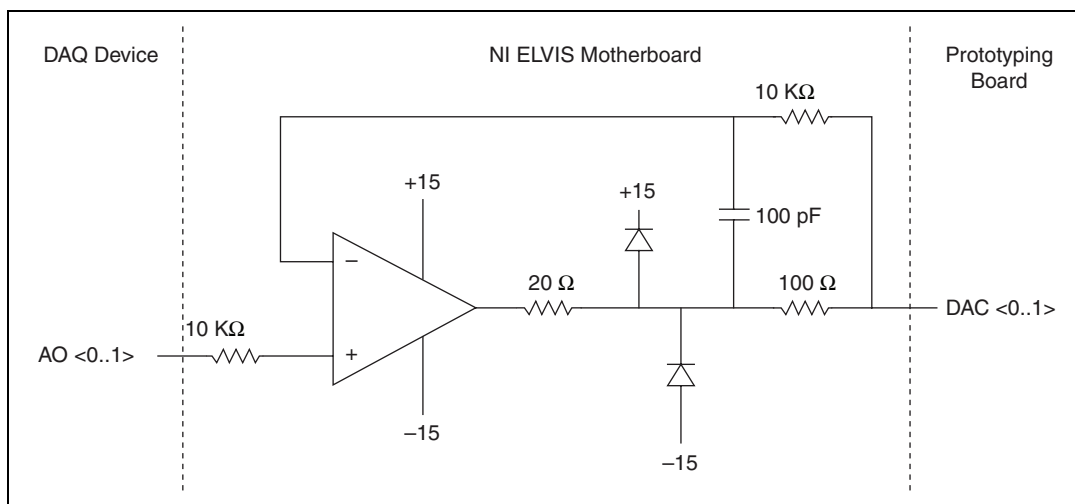 DAQ Device
NI ELVIS Motherboard
Prototyping
Board
10 KΩ
+15
+15
100 pF
–
20 Ω
100 Ω
DAC <0..1>
10 KΩ
AO <0..1>
+
–15
–15